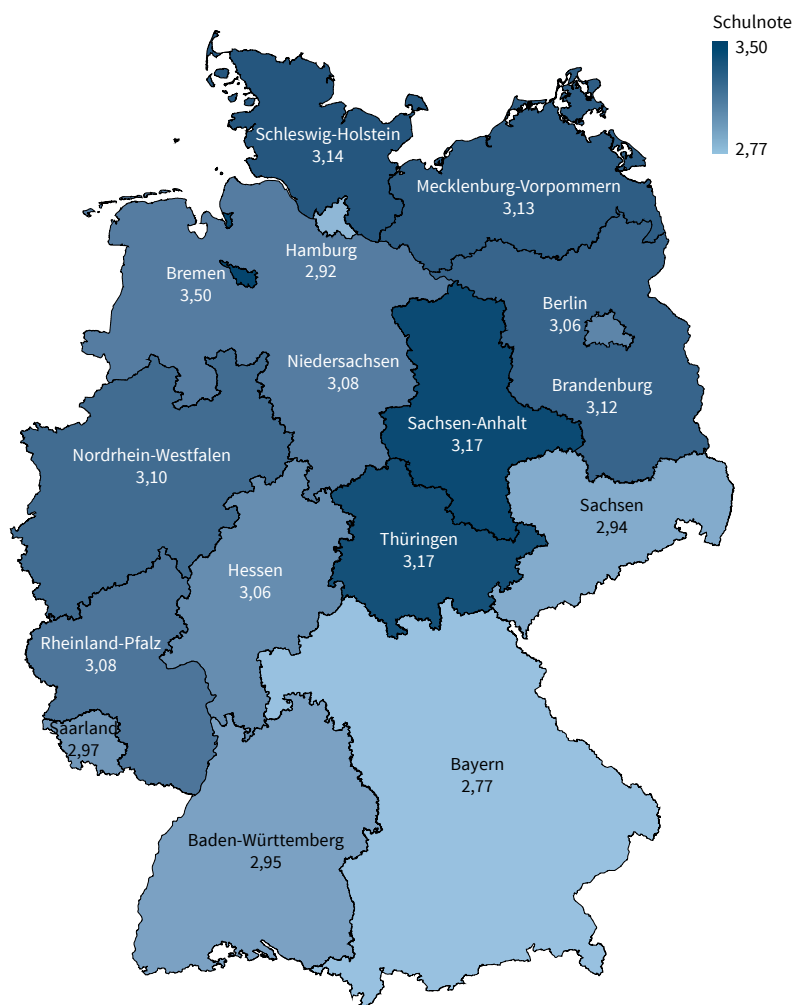 Schulnote
3,50
2,77
Schleswig-Holstein
3,14
Mecklenburg-Vorpommern
3,13
Hamburg
2,92
Bremen
3,50
Berlin
3,06
Niedersachsen
3,08
Brandenburg
3,12
Sachsen-Anhalt
3,17
Nordrhein-Westfalen
3,10
Sachsen
2,94
Thüringen
3,17
Hessen
3,06
Rheinland-Pfalz
3,08
Saarland
2,97
Bayern
2,77
Baden-Württemberg
2,95